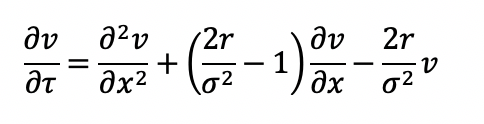 ∂v/∂τ = ∂²v/∂x² + (2r/σ² − 1) ∂v/∂x − 2r/σ² v